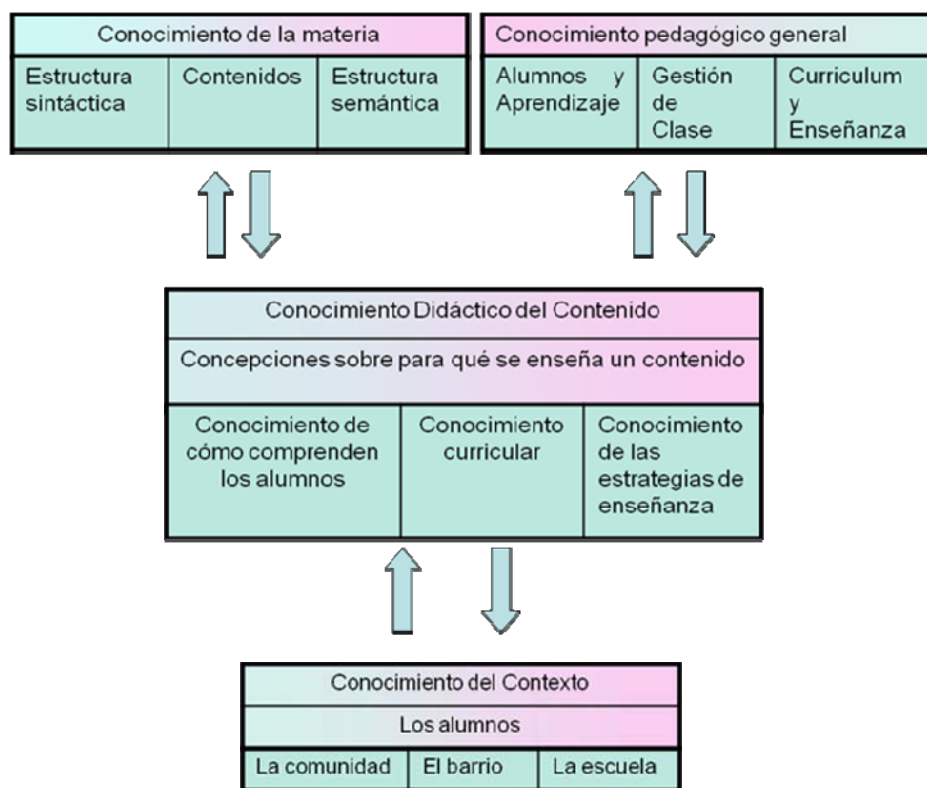 Conocimiento de la materia
Estructura
sintáctica
Contenidos
Estructura
semántica
Conocimiento pedagógico general
Alumnos y
Aprendizaje
Gestión
de
Clase
Curriculum
y
Enseñanza
Conocimiento Didáctico del Contenido
Concepciones sobre para qué se enseña un contenido
Conocimiento de
cómo comprenden
los alumnos
Conocimiento
curricular
Conocimiento
de las
estrategias de
enseñanza
Conocimiento del Contexto
Los alumnos
La comunidad
El barrio
La escuela